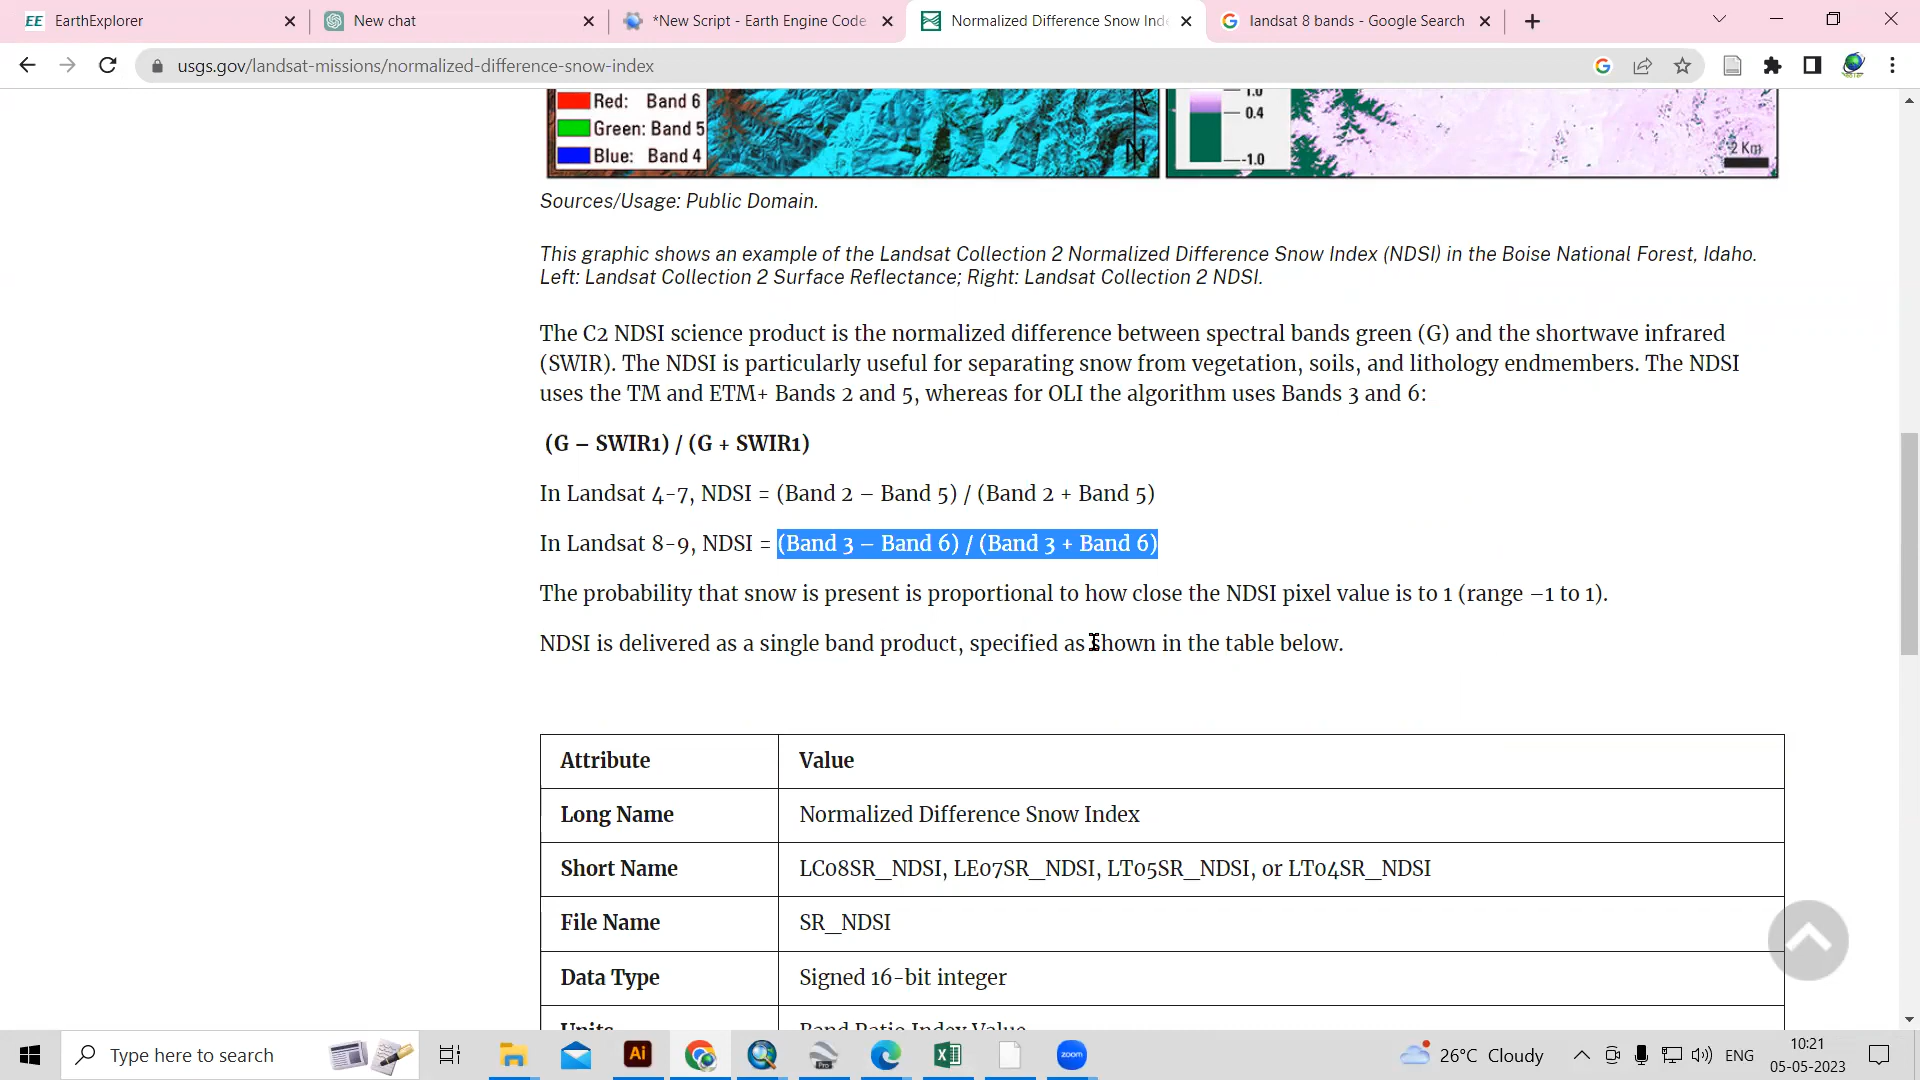 EE EarthExplorer
New chat
*New Script - Earth Engine Code
Normalized Difference Snow Inde
landsat 8 bands - Google Search
usgs.gov/landsat-missions/normalized-difference-snow-index
Red: Band 6
Green: Band 5
Blue: Band 4
N
1.0
0.4
-1.0
2 Km
Sources/Usage: Public Domain.
This graphic shows an example of the Landsat Collection 2 Normalized Difference Snow Index (NDSI) in the Boise National Forest, Idaho.
Left: Landsat Collection 2 Surface Reflectance; Right: Landsat Collection 2 NDSI.
The C2 NDSI science product is the normalized difference between spectral bands green (G) and the shortwave infrared
(SWIR). The NDSI is particularly useful for separating snow from vegetation, soils, and lithology endmembers. The NDSI
uses the TM and ETM+ Bands 2 and 5, whereas for OLI the algorithm uses Bands 3 and 6:
(G – SWIR1) / (G + SWIR1)
In Landsat 4-7, NDSI = (Band 2 – Band 5) / (Band 2 + Band 5)
In Landsat 8-9, NDSI = (Band 3 – Band 6) / (Band 3 + Band 6)
The probability that snow is present is proportional to how close the NDSI pixel value is to 1 (range –1 to 1).
NDSI is delivered as a single band product, specified as shown in the table below.
Attribute Value
Long Name Normalized Difference Snow Index
Short Name LC08SR_NDSI, LE07SR_NDSI, LT05SR_NDSI, or LT04SR_NDSI
File Name SR_NDSI
Data Type Signed 16-bit integer
Units Band Ratio Index Value
Type here to search
Ai
Pro
zoom
26°C Cloudy
ENG
10:21
05-05-2023